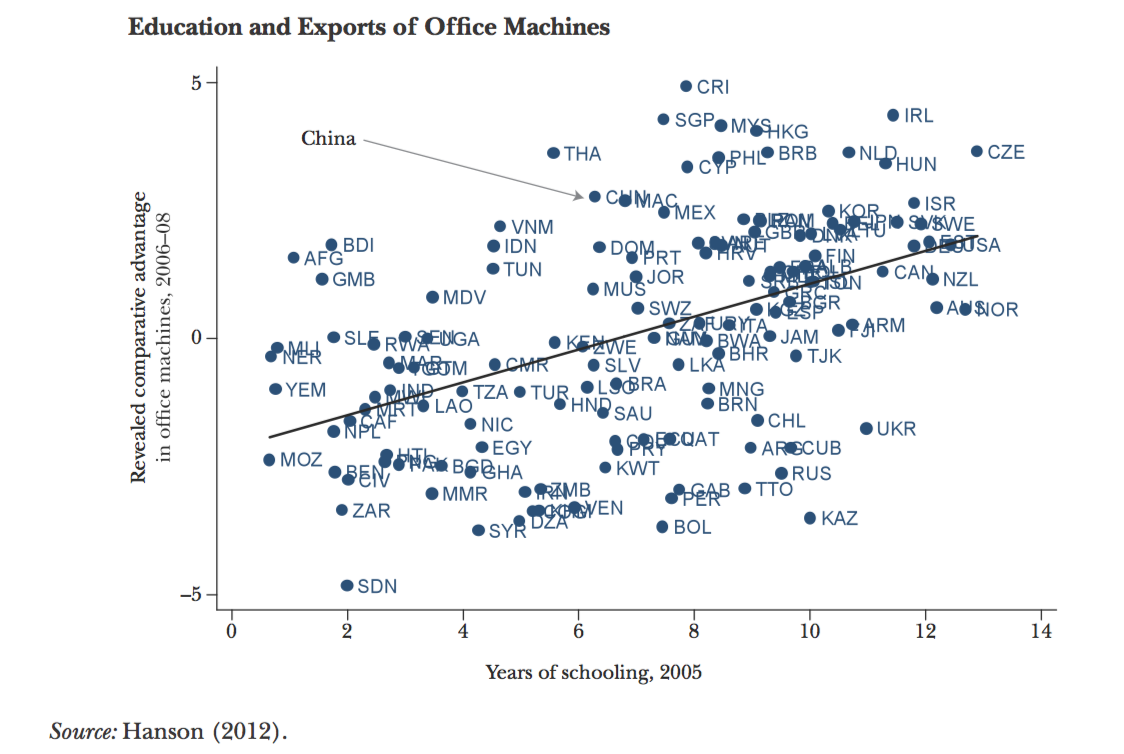 Education and Exports of Office Machines
5
CRI
SGP
MYS
HKG
IRL
China
THA
PHL
BRB
NLD
CZE
CYP
HUN
CHN
MAC
MEX
KOR
ISR
VNM
SWE
BDI
IDN
DOM
USA
AFG
PRT
HRV
FIN
TUN
GMB
JOR
CAN
NZL
MDV
MUS
SWZ
NOR
Revealed comparative advantage
in office machines, 2006–08
0
SLE
SEN
UGA
ITA
ARM
FJI
MLI
RWA
KEN
ZWE
BWA
JAM
NER
BHR
TJK
CMR
SLV
LKA
YEM
IND
TZA
TUR
LSO
BRA
MNG
MRT
LAO
HND
BRN
SAU
CAF
NIC
CHL
NPL
UKR
EGY
PRY
ARG
CUB
MOZ
HTI
BEN
BGD
GHA
KWT
RUS
CIV
MMR
IRN
ZMB
GAB
TTO
PER
ZAR
VEN
KAZ
SYR
DZA
BOL
SDN
–5
0 2 4 6 8 10 12 14
Years of schooling, 2005
Source: Hanson (2012).